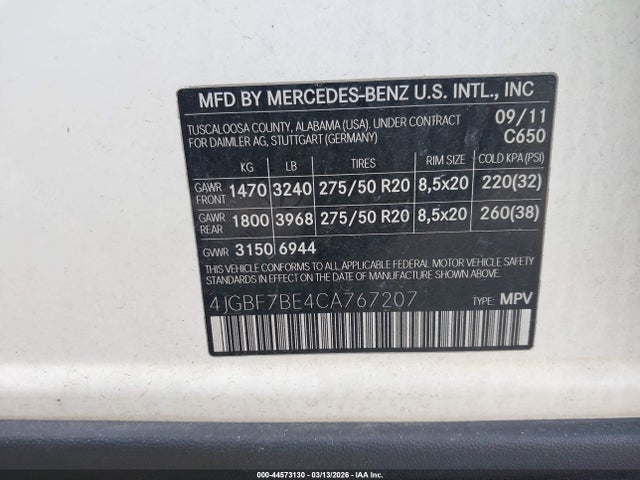 MFD BY MERCEDES-BENZ U.S. INTL., INC
TUSCALOOSA COUNTY, ALABAMA (USA). UNDER CONTRACT 09/11
FOR DAIMLER AG, STUTTGART (GERMANY) C650
KG LB TIRES RIM SIZE COLD KPA (PSI)
GAWR FRONT 1470 3240 275/50 R20 8,5x20 220(32)
GAWR REAR 1800 3968 275/50 R20 8,5x20 260(38)
GVWR 3150 6944
THIS VEHICLE CONFORMS TO ALL APPLICABLE FEDERAL MOTOR VEHICLE SAFETY
STANDARDS IN EFFECT ON THE DATE OF MANUFACTURE SHOWN ABOVE.
4JGBF7BE4CA767207 TYPE: MPV
000-44573130 - 03/13/2026 - IAA Inc.